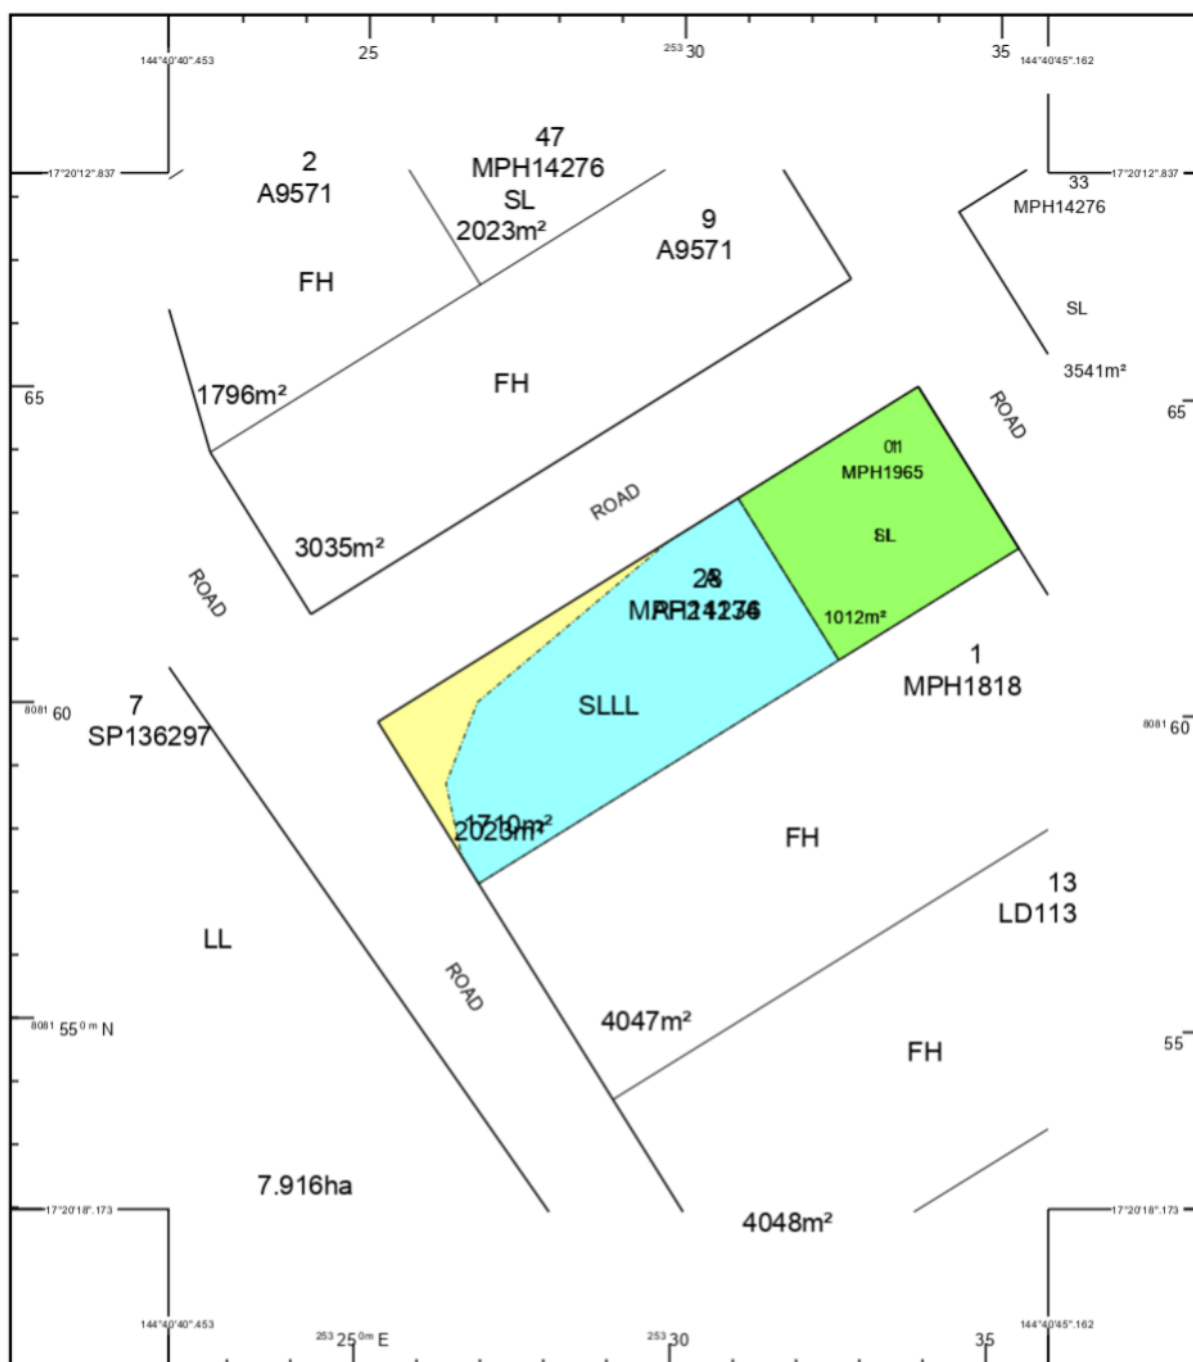 25
253 30
35
144°40'40".453
144°40'45".162
17°20'12".837
17°20'12".837
2
A9571
FH
1796m²
47
MPH14276
SL
2023m²
9
A9571
FH
3035m²
33
MPH14276
SL
3541m²
65
65
ROAD
ROAD
ROAD
MPH1965
SL
1012m²
SLLL
1710m²
2023m²
1
MPH1818
FH
4047m²
7
SP136297
LL
7.916ha
8081 60
8081 60
13
LD113
FH
4048m²
ROAD
8081 55 0 m N
55
17°20'18".173
17°20'18".173
144°40'40".453
144°40'45".162
253 25 0m E
253 30
35